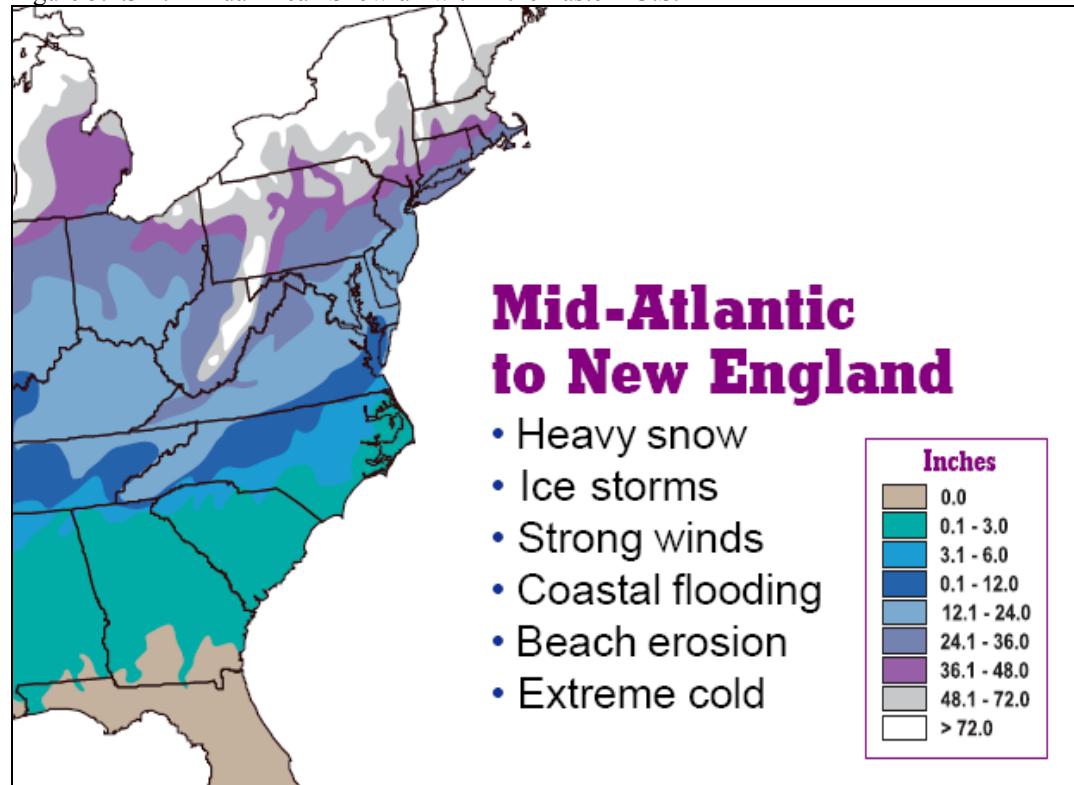 Mid-Atlantic
to New England
• Heavy snow
• Ice storms
• Strong winds
• Coastal flooding
• Beach erosion
• Extreme cold
Inches
0.0
0.1 - 3.0
3.1 - 6.0
0.1 - 12.0
12.1 - 24.0
24.1 - 36.0
36.1 - 48.0
48.1 - 72.0
> 72.0